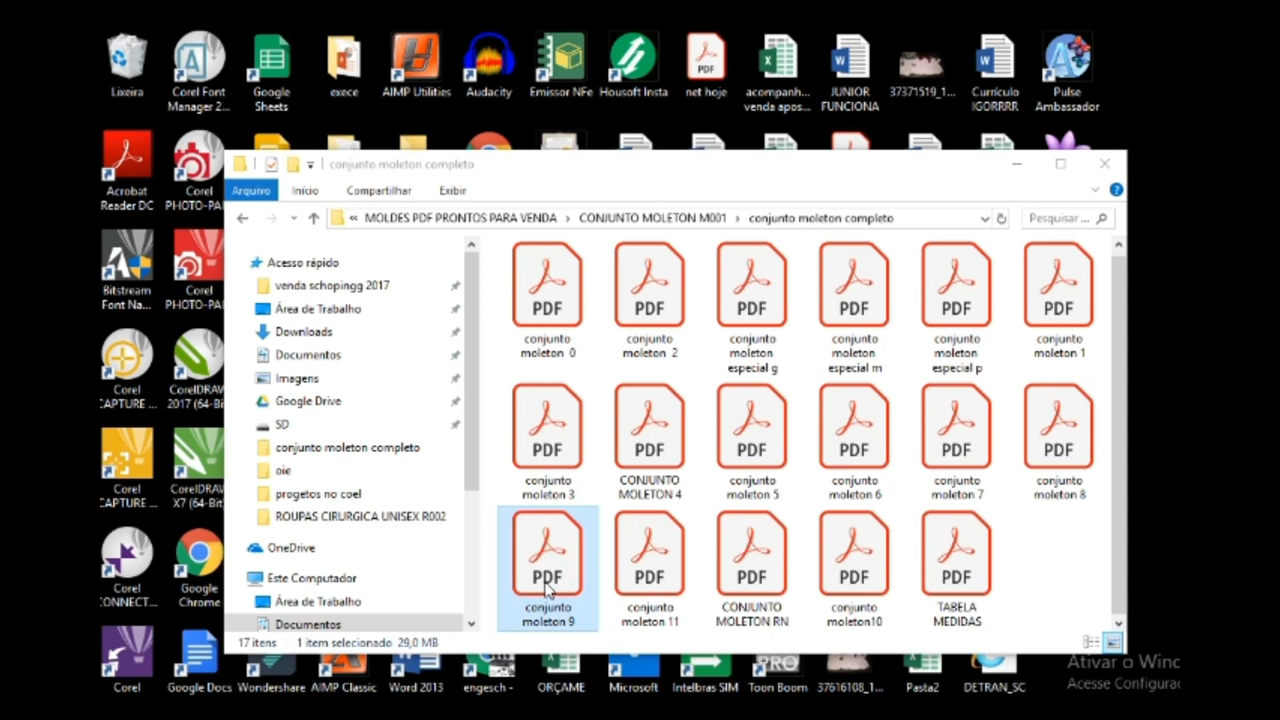 Lixeira
Corel Font
Manager 2...
Google
Sheets
exece
AIMP Utilities
Audacity
Emissor NFe
Housoft Insta
PDF
net hoje
acompanh...
venda apos...
JUNIOR
FUNCIONA
37371519_1...
Currículo
IGORRRR
Pulse
Ambassador
Acrobat
Reader DC
Corel
PHOTO-PA
Bitstream
Font Na...
Corel
PHOTO-PA
Corel
CAPTURE ...
CorelDRAW
2017 (64-Bit
Corel
CAPTURE ...
CorelDRAW
X7 (64-Bit)
Corel
CONNECT...
Google
Chrome
conjunto moleton completo
Arquivo
Início
Compartilhar
Exibir
« MOLDES PDF PRONTOS PARA VENDA › CONJUNTO MOLETON M001 › conjunto moleton completo
Pesquisar ...
Acesso rápido
venda schopingg 2017
Área de Trabalho
Downloads
Documentos
Imagens
Google Drive
SD
conjunto moleton completo
oie
progetos no coel
ROUPAS CIRURGICA UNISEX R002
OneDrive
Este Computador
Área de Trabalho
Documentos
PDF
conjunto
moleton 0
PDF
conjunto
moleton 2
PDF
conjunto
moleton
especial g
PDF
conjunto
moleton
especial m
PDF
conjunto
moleton
especial p
PDF
conjunto
moleton 1
PDF
conjunto
moleton 3
PDF
CONJUNTO
MOLETON 4
PDF
conjunto
moleton 5
PDF
conjunto
moleton 6
PDF
conjunto
moleton 7
PDF
conjunto
moleton 8
PDF
conjunto
moleton 9
PDF
conjunto
moleton 11
PDF
CONJUNTO
MOLETON RN
PDF
conjunto
moleton10
PDF
TABELA
MEDIDAS
17 itens
1 item selecionado 29,0 MB
Corel
Google Docs
Wondershare
AIMP Classic
Word 2013
engesch -
ORÇAME
Microsoft
Intelbras SIM
PRO
Toon Boom
37616108_1...
Pasta2
DETRAN_SC
Ativar o Winc
Acesse Configura